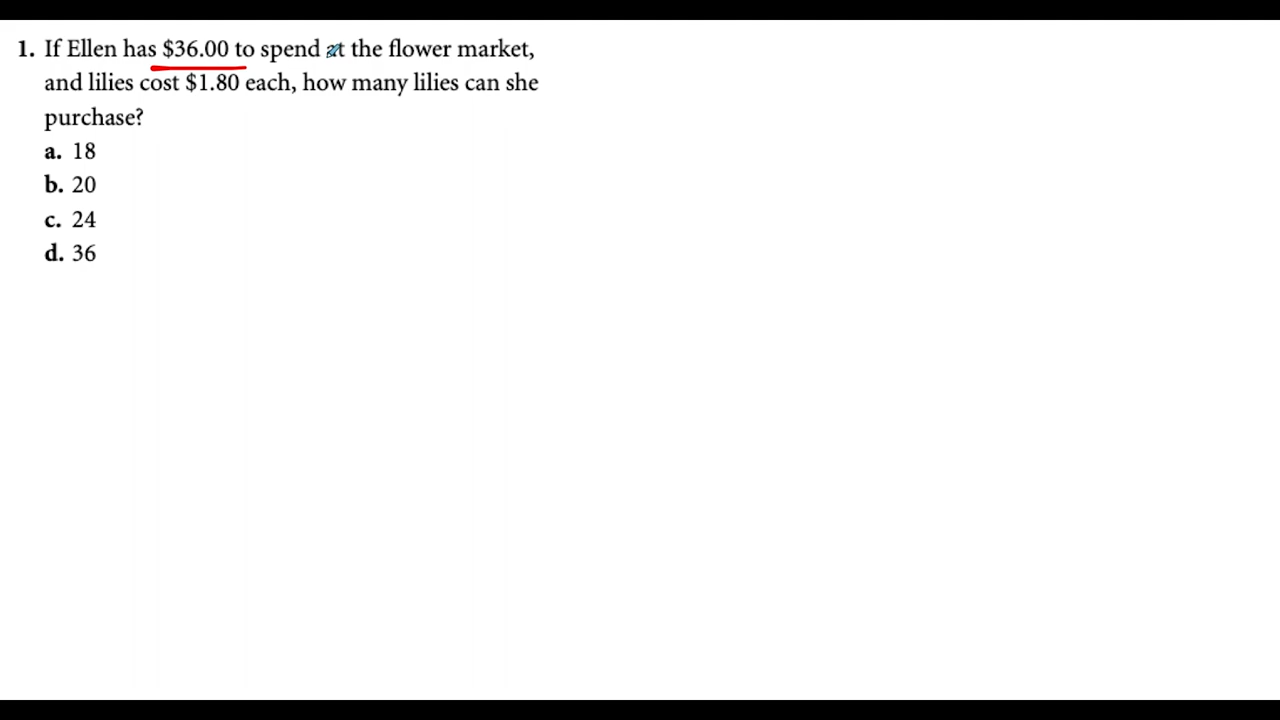 1. If Ellen has $36.00 to spend at the flower market,
and lilies cost $1.80 each, how many lilies can she
purchase?
a. 18
b. 20
c. 24
d. 36